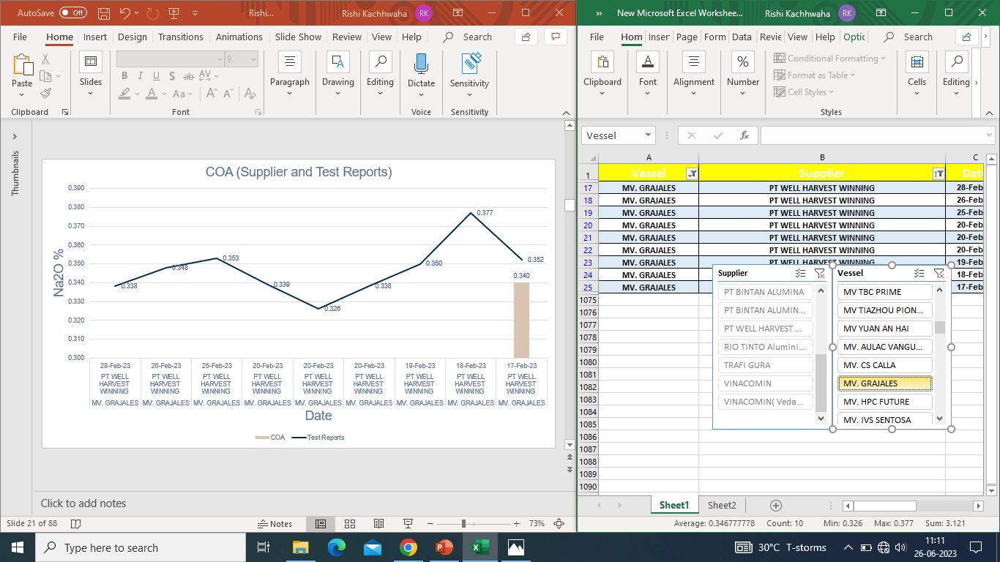 AutoSave Off Rishi... Rishi Kachhwaha RK
File Home Insert Design Transitions Animations Slide Show Review View Help Search
Paste Slides 9 Paragraph Drawing Editing Dictate Sensitivity
B I U S ab AV
A Aa A A A
Clipboard Font Voice Sensitivity
Thumbnails
COA (Supplier and Test Reports)
Na2O %
0.390
0.380
0.370
0.360
0.350
0.340
0.330
0.320
0.310
0.300
0.338 0.348 0.353 0.339 0.326 0.338 0.350 0.377 0.352
0.340
28-Feb-23 26-Feb-23 25-Feb-23 20-Feb-23 20-Feb-23 20-Feb-23 19-Feb-23 18-Feb-23 17-Feb-23
PT WELL PT WELL PT WELL PT WELL PT WELL PT WELL PT WELL PT WELL PT WELL
HARVEST HARVEST HARVEST HARVEST HARVEST HARVEST HARVEST HARVEST HARVEST
WINNING WINNING WINNING WINNING WINNING WINNING WINNING WINNING WINNING
MV. GRAJALES MV. GRAJALES MV. GRAJALES MV. GRAJALES MV. GRAJALES MV. GRAJALES MV. GRAJALES MV. GRAJALES MV. GRAJALES
Date
COA Test Reports
Click to add notes
Slide 21 of 88 Notes 73%
New Microsoft Excel Workshee... Rishi Kachhwaha RK
File Hom Inser Page Form Data Revie View Help Optic Search
Clipboard Font Alignment Number Conditional Formatting Format as Table Cell Styles Cells Editing
Styles
Vessel fx
A B C
1 Vessel Supplier Date
17 MV. GRAJALES PT WELL HARVEST WINNING 28-Feb
18 MV. GRAJALES PT WELL HARVEST WINNING 26-Feb
19 MV. GRAJALES PT WELL HARVEST WINNING 25-Feb
20 MV. GRAJALES PT WELL HARVEST WINNING 20-Feb
21 MV. GRAJALES PT WELL HARVEST WINNING 20-Feb
22 MV. GRAJALES PT WELL HARVEST WINNING 20-Feb
23 MV. GRAJALES PT WELL HARVEST WINNING 19-Feb
24 MV. GRAJALES 18-Feb
25 MV. GRAJALES 17-Feb
1075
1076
1077
1078
1079
1080
1081
1082
1083
1084
1085
1086
1087
1088
1089
1090
Supplier
PT BINTAN ALUMINA
PT BINTAN ALUMIN...
PT WELL HARVEST ...
RIO TINTO Alumini...
TRAFI GURA
VINACOMIN
VINACOMIN( Veda...
Vessel
MV TBC PRIME
MV TIAZHOU PION...
MV YUAN AN HAI
MV. AULAC VANGU...
MV. CS CALLA
MV. GRAJALES
MV. HPC FUTURE
MV. IVS SENTOSA
Sheet1 Sheet2
Average: 0.346777778 Count: 10 Min: 0.326 Max: 0.377 Sum: 3.121
Type here to search 30°C T-storms 11:11
26-06-2023